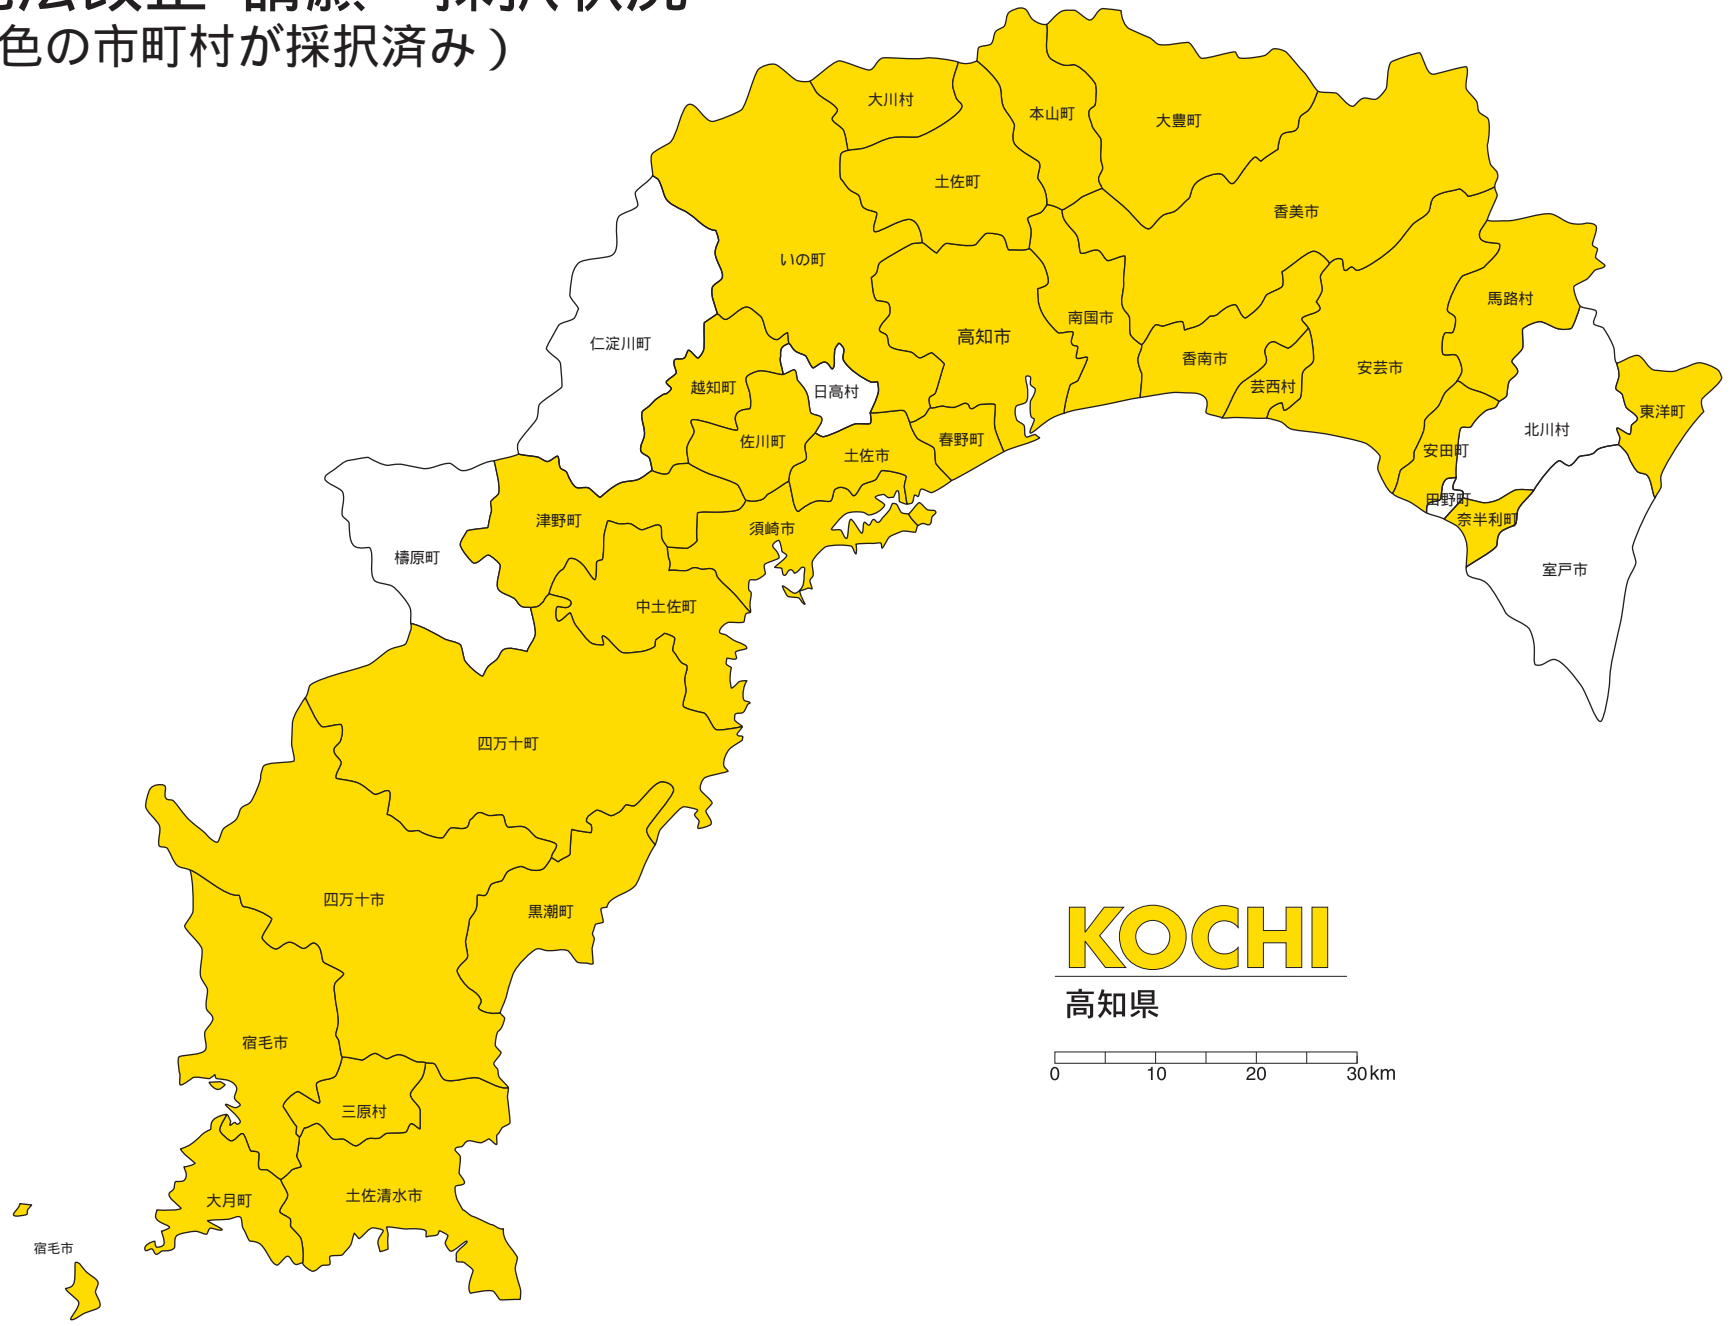 色の市町村が採択済み）
大川村
本山町
大豊町
土佐町
香美市
いの町
馬路村
南国市
高知市
仁淀川町
香南市
安芸市
芸西村
越知町
日高村
東洋町
北川村
佐川町
春野町
土佐市
安田町
田野町
奈半利町
津野町
須崎市
檮原町
室戸市
中土佐町
四万十町
四万十市
黒潮町
KOCHI
高知県
宿毛市
0 10 20 30km
三原村
土佐清水市
大月町
宿毛市